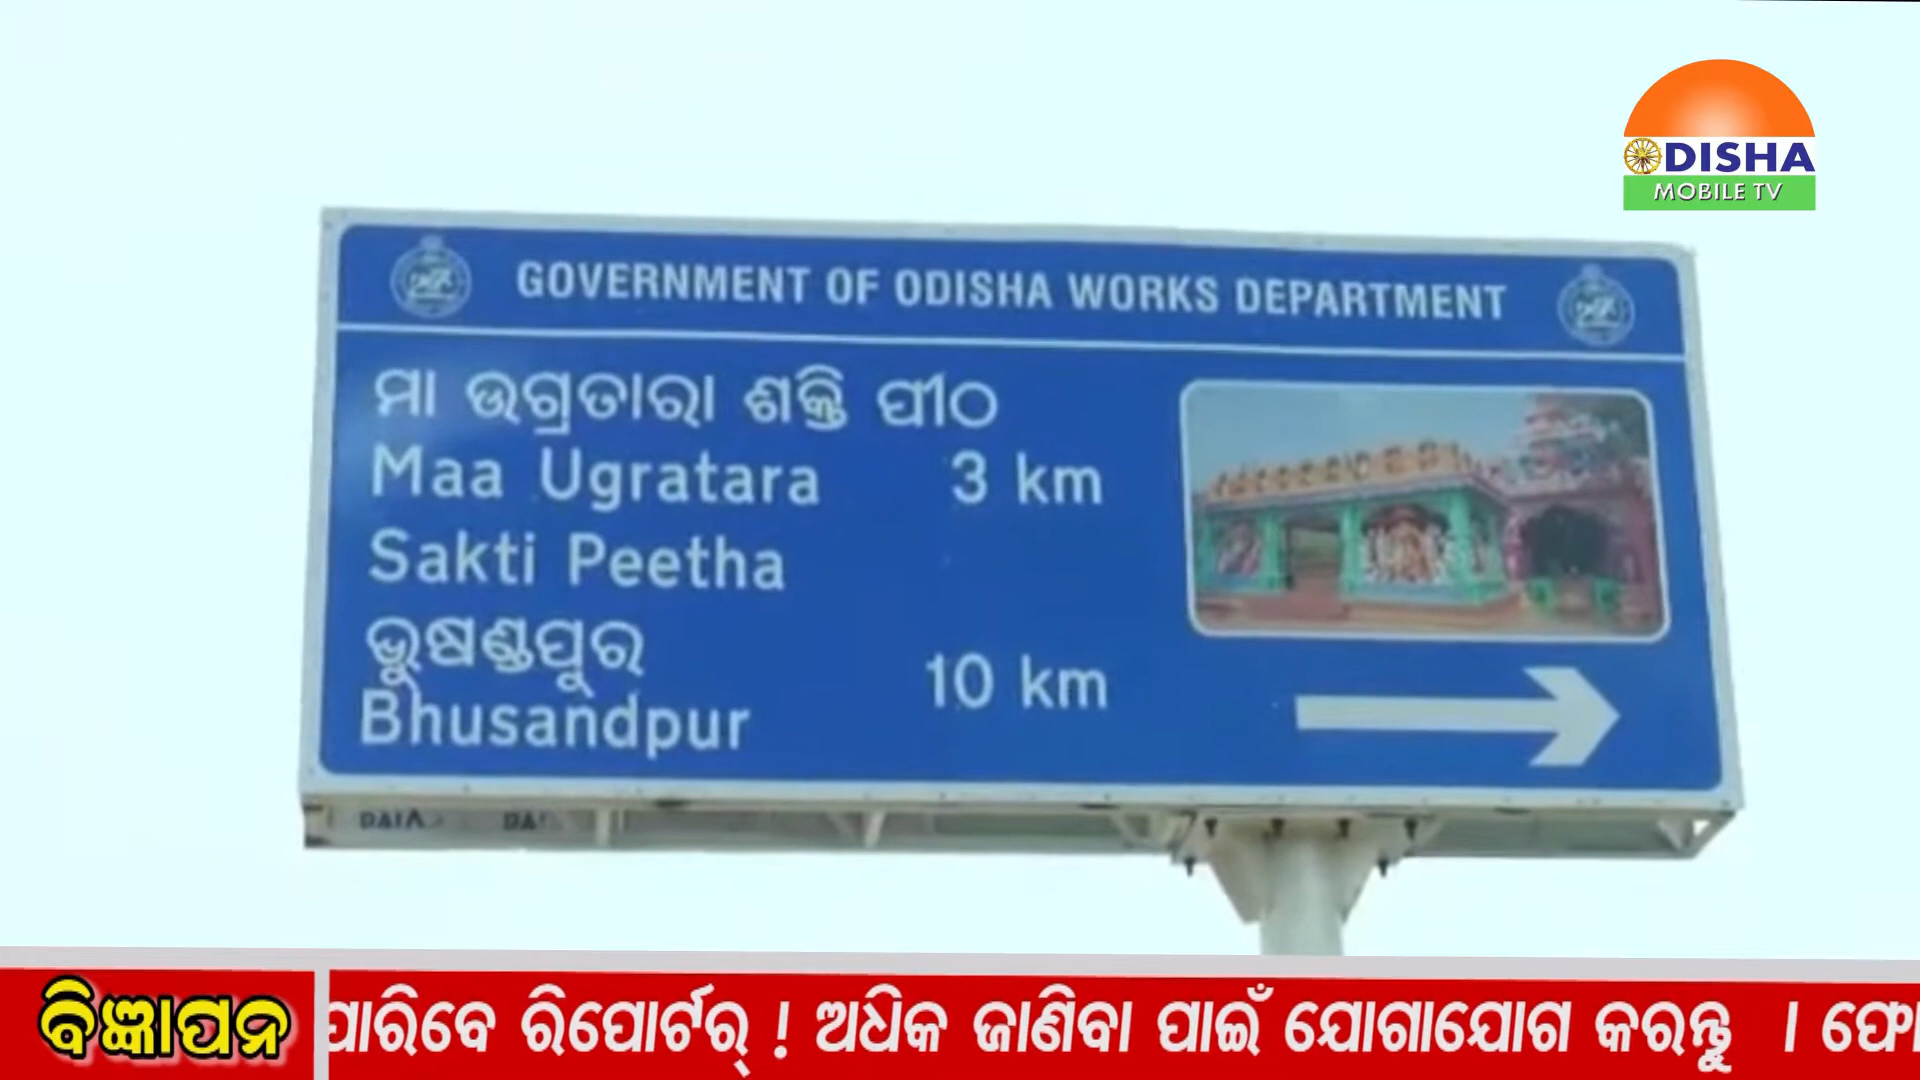 ODISHA
MOBILE TV
GOVERNMENT OF ODISHA WORKS DEPARTMENT
ମା ଉଗ୍ରତାରା ଶକ୍ତି ପୀଠ
Maa Ugratara 3 km
Sakti Peetha
ଭୁଷଣ୍ଡପୁର
Bhusandpur 10 km
ବିଜ୍ଞାପନ
ପାରିବେ ରିପୋର୍ଟର୍ ! ଅଧିକ ଜାଣିବା ପାଇଁ ଯୋଗାଯୋଗ କରନ୍ତୁ । ଫୋ